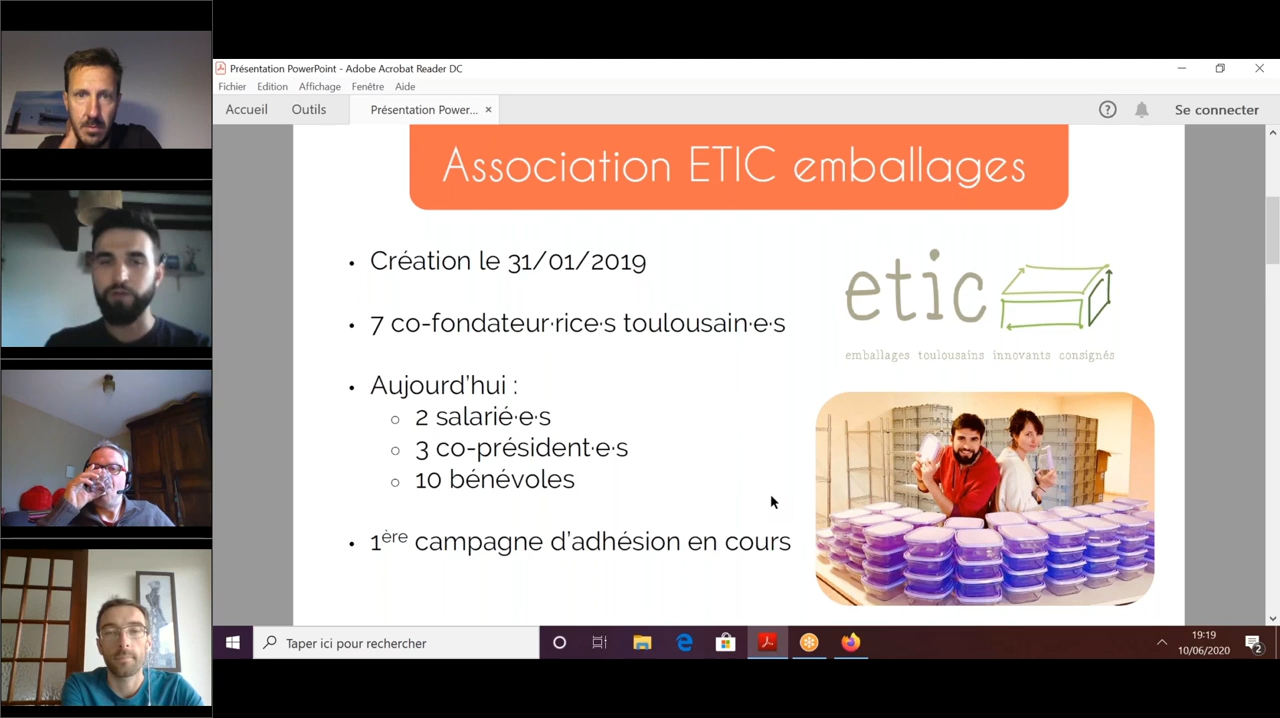 Présentation PowerPoint - Adobe Acrobat Reader DC
Fichier Edition Affichage Fenêtre Aide
Accueil Outils Présentation Power... × Se connecter
Association ETIC emballages
• Création le 31/01/2019
• 7 co-fondateur·rice·s toulousain·e·s
• Aujourd'hui :
○ 2 salarié·e·s
○ 3 co-président·e·s
○ 10 bénévoles
• 1ère campagne d'adhésion en cours
etic
emballages toulousains innovants consignés
Taper ici pour rechercher
19:19
10/06/2020
2